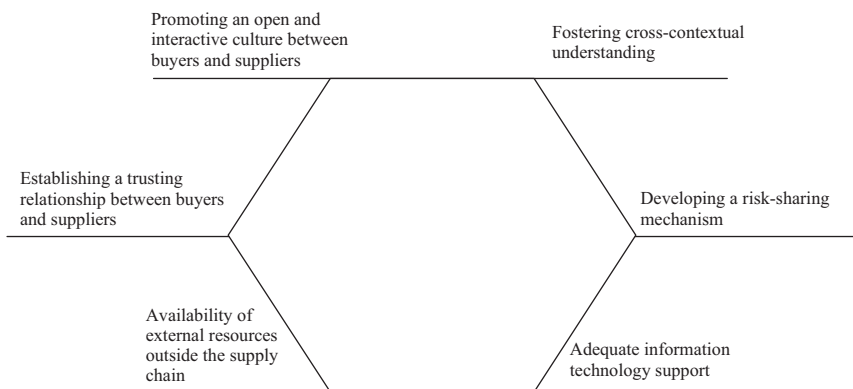 Promoting an open and
interactive culture between
buyers and suppliers
Fostering cross-contextual
understanding
Establishing a trusting
relationship between buyers
and suppliers
Developing a risk-sharing
mechanism
Availability of
external resources
outside the supply
chain
Adequate information
technology support